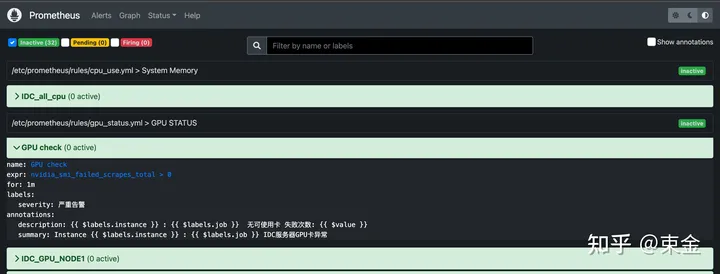 Prometheus Alerts Graph Status Help
Inactive (32) Pending (0) Firing (0) Filter by name or labels Show annotations
/etc/prometheus/rules/cpu_use.yml > System Memory inactive
IDC_all_cpu (0 active)
/etc/prometheus/rules/gpu_status.yml > GPU STATUS inactive
GPU check (0 active)
name: GPU check
expr: nvidia_smi_failed_scrapes_total > 0
for: 1m
labels:
severity: 严重告警
annotations:
description: {{ $labels.instance }} : {{ $labels.job }} 无可使用卡 失败次数: {{ $value }}
summary: Instance {{ $labels.instance }} : {{ $labels.job }} IDC服务器GPU卡异常
IDC_GPU_NODE1 (0 active)
知乎 @束金